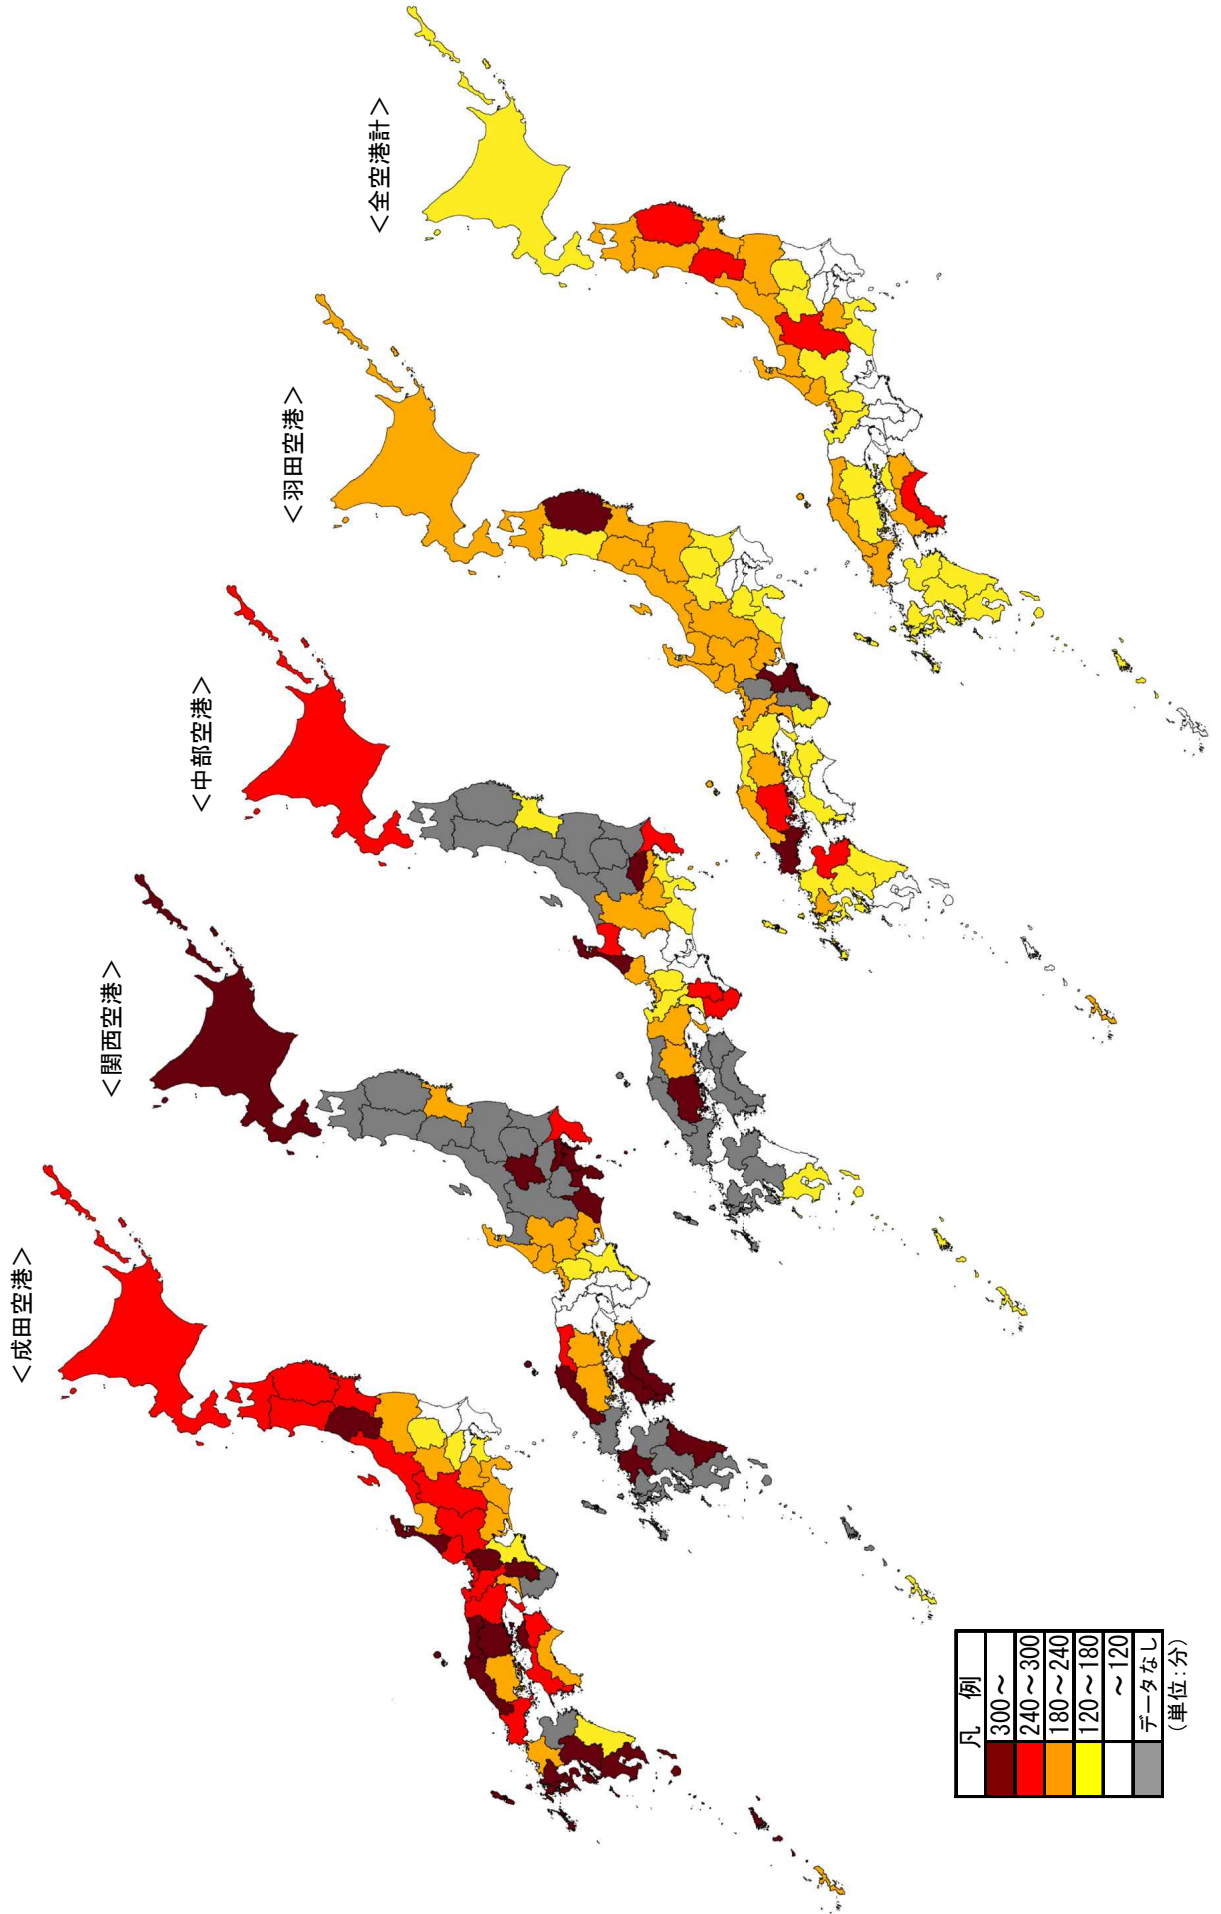 ＜全空港計＞
＜羽田空港＞
＜中部空港＞
＜関西空港＞
＜成田空港＞
凡 例
300～
240～300
180～240
120～180
～120
データなし
(単位:分)